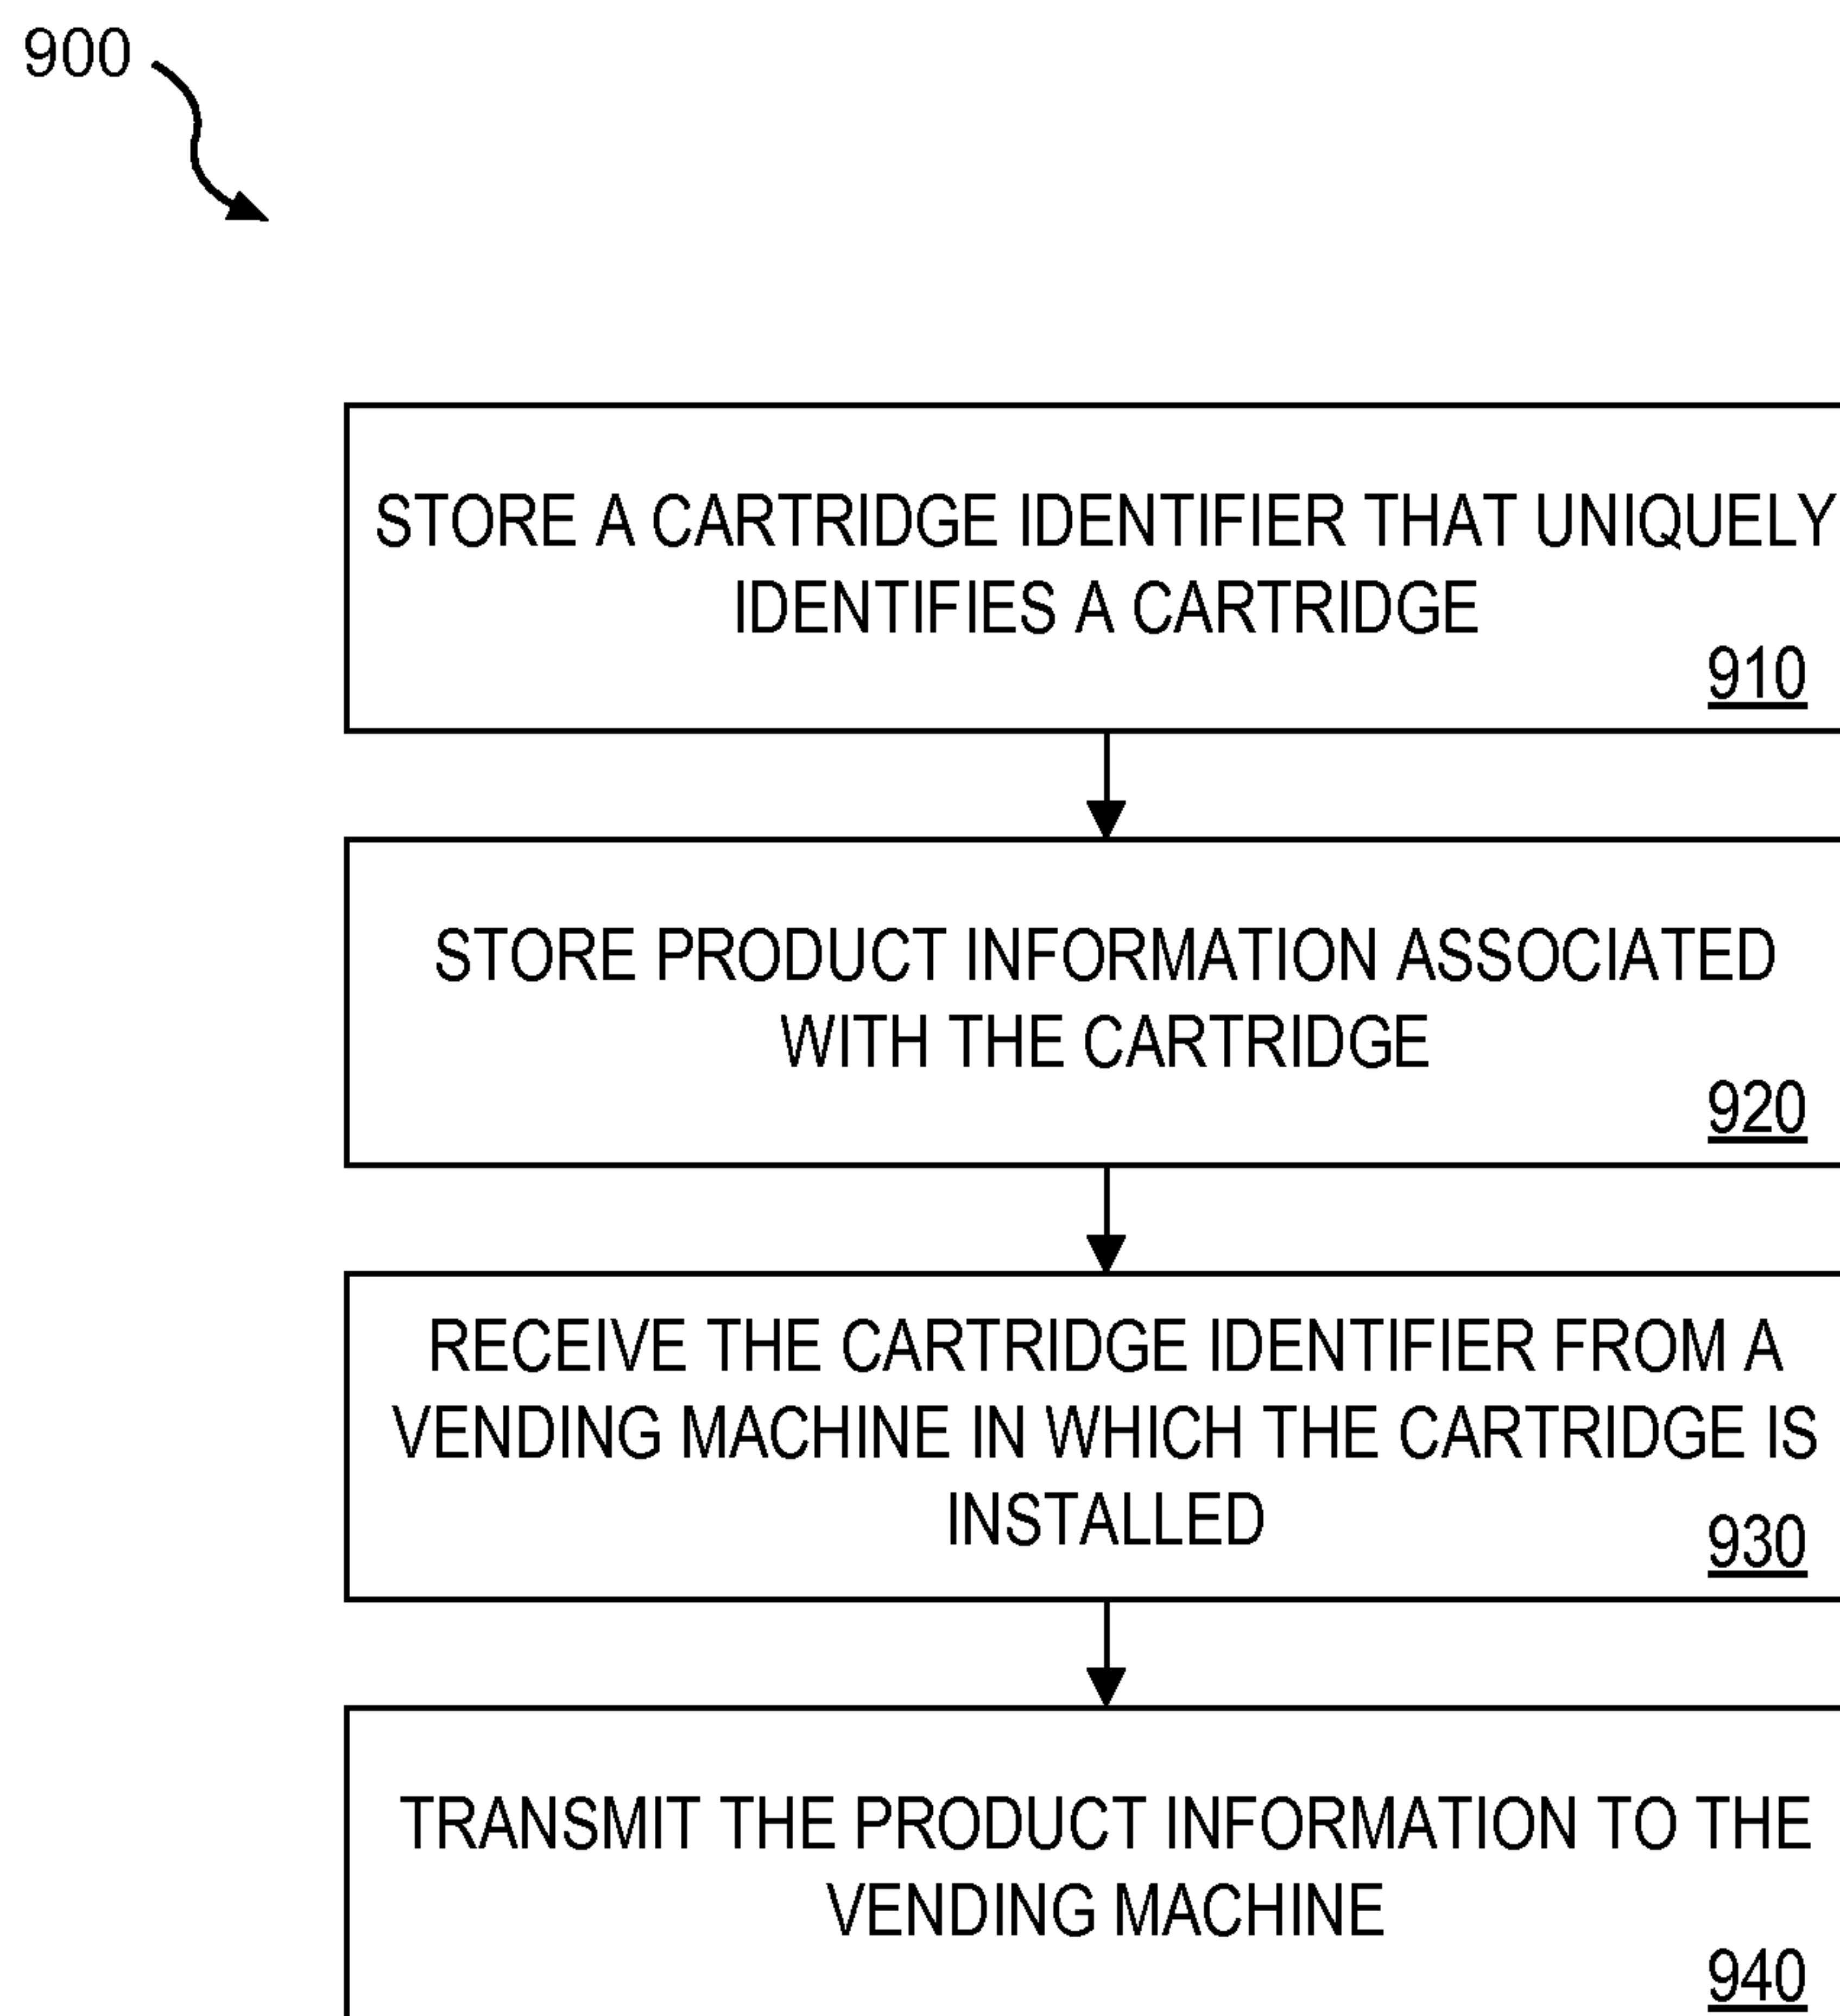 900
STORE A CARTRIDGE IDENTIFIER THAT UNIQUELY
IDENTIFIES A CARTRIDGE
910
STORE PRODUCT INFORMATION ASSOCIATED
WITH THE CARTRIDGE
920
RECEIVE THE CARTRIDGE IDENTIFIER FROM A
VENDING MACHINE IN WHICH THE CARTRIDGE IS
INSTALLED
930
TRANSMIT THE PRODUCT INFORMATION TO THE
VENDING MACHINE
940